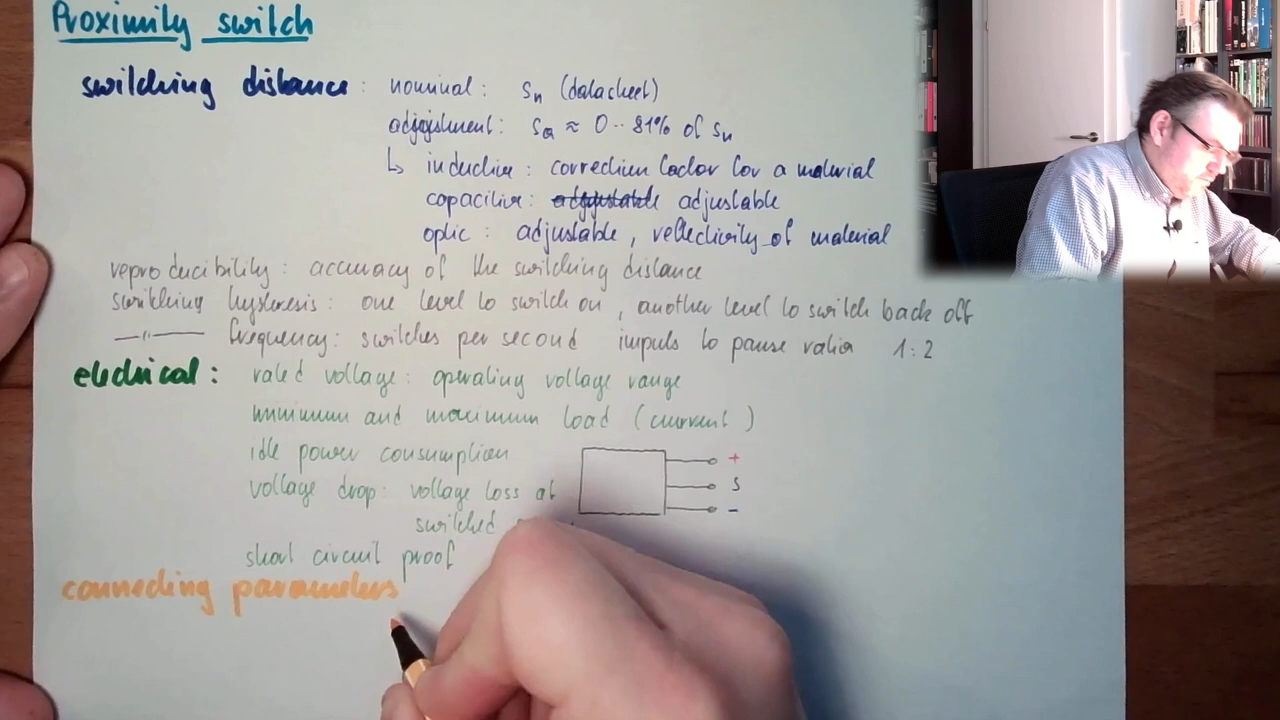 Proximity switch
switching distance: nominal: sn (datasheet)
adjustment: sa ≈ 0..81% of sn
↳ inductive: correction factor for a material
capacitive: adjustable adjustable
optic: adjustable, reflectivity of material
reproducibility: accuracy of the switching distance
switching hysteresis: one level to switch on, another level to switch back off
—"— frequency: switches per second impuls to pause ratio 1:2
electrical: rated voltage: operating voltage range
minimum and maximum load (current)
idle power consumption
+
voltage drop: voltage loss at
S
switched
-
short circuit proof
connecting parameters